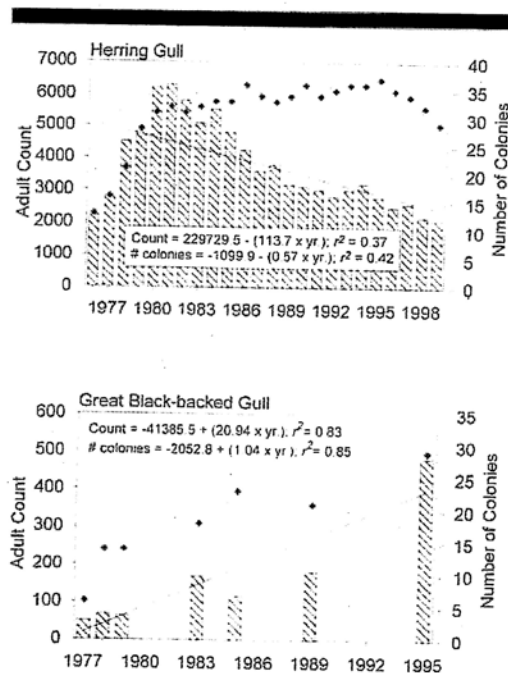 Herring Gull
7000
6000
5000
4000
3000
2000
1000
0
Adult Count
40
35
30
25
20
15
10
5
0
Number of Colonies
Count = 229729.5 - (113.7 x yr.); r² = 0.37
# colonies = -1099.9 - (0.57 x yr.); r² = 0.42
1977 1980 1983 1986 1989 1992 1995 1998
Great Black-backed Gull
600
500
400
300
200
100
0
Adult Count
35
30
25
20
15
10
5
0
Number of Colonies
Count = -41385.5 + (20.94 x yr.), r² = 0.83
# colonies = -2052.8 + (1.04 x yr.), r² = 0.85
1977 1980 1983 1986 1989 1992 1995